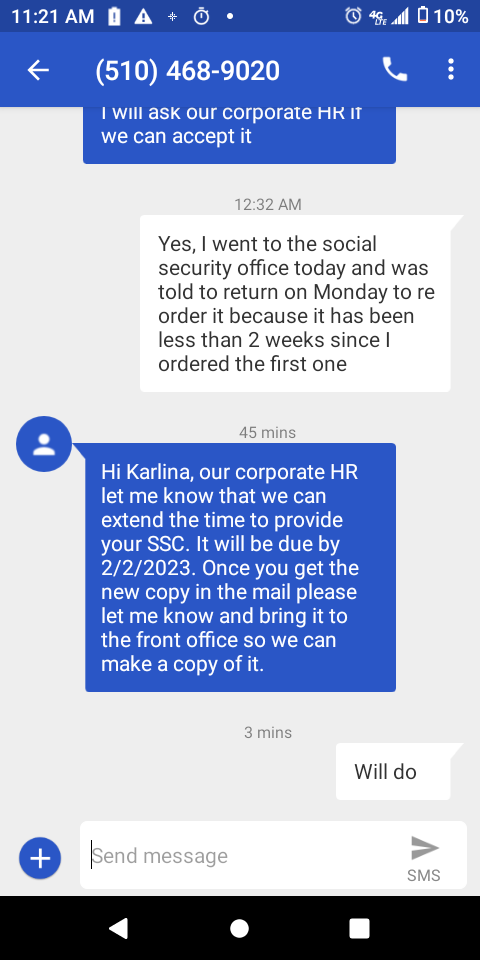 11:21 AM 4G LTE 10%
(510) 468-9020
I will ask our corporate HR if
we can accept it
12:32 AM
Yes, I went to the social
security office today and was
told to return on Monday to re
order it because it has been
less than 2 weeks since I
ordered the first one
45 mins
Hi Karlina, our corporate HR
let me know that we can
extend the time to provide
your SSC. It will be due by
2/2/2023. Once you get the
new copy in the mail please
let me know and bring it to
the front office so we can
make a copy of it.
3 mins
Will do
Send message
SMS